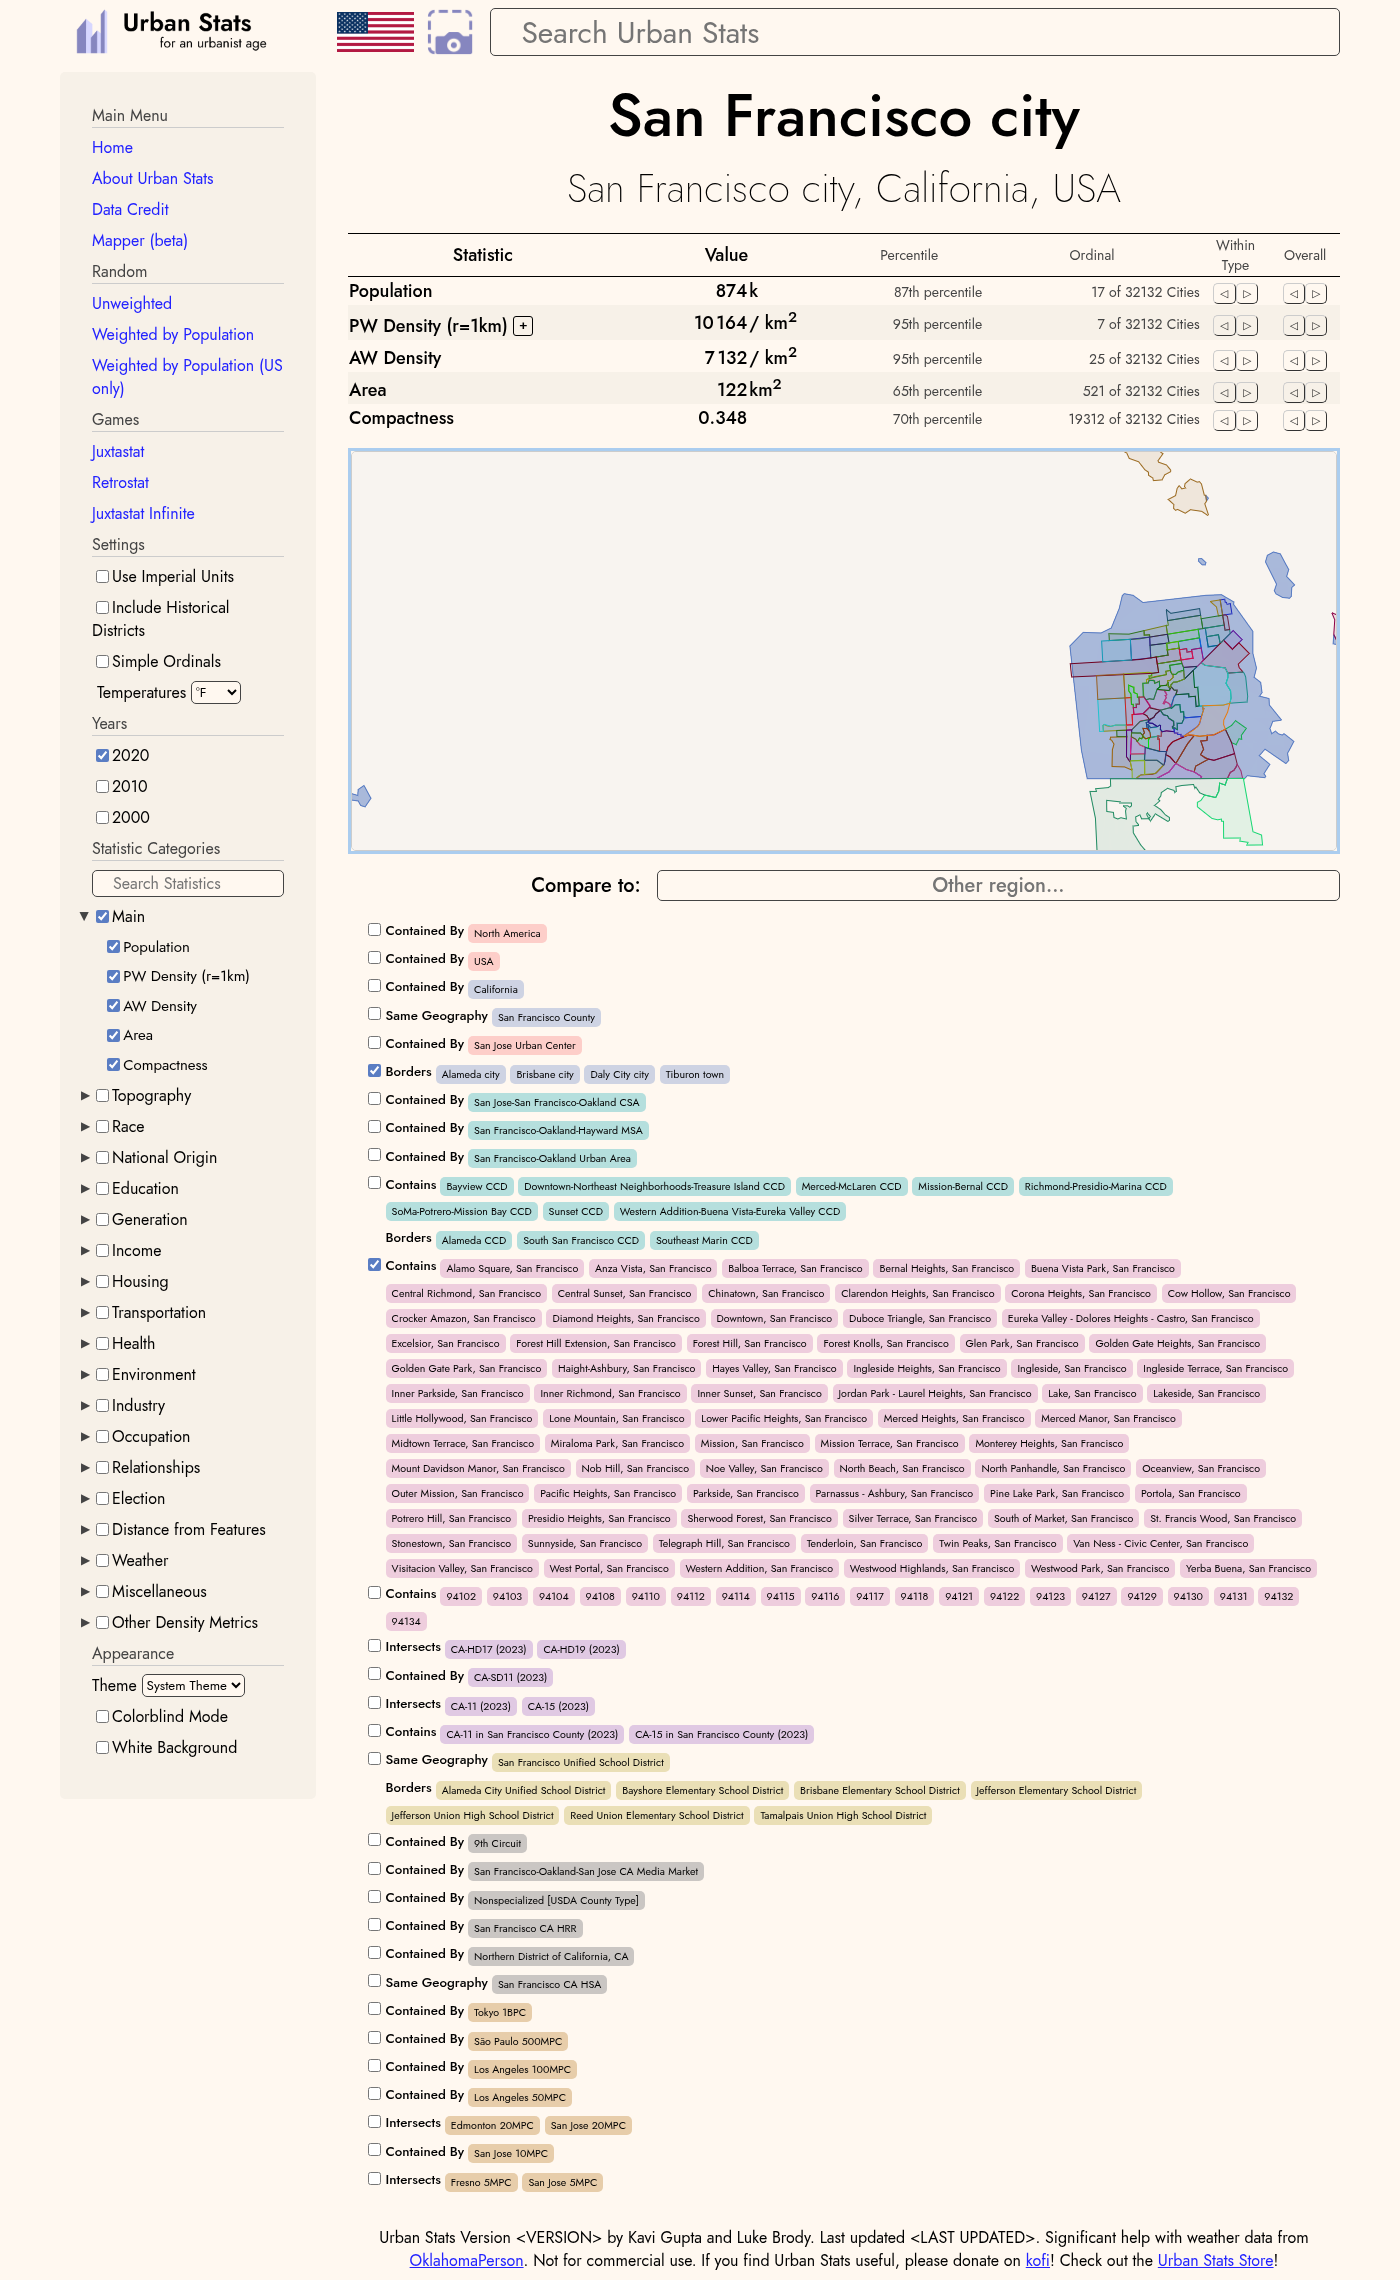 Urban Stats
for an urbanist age
Search Urban Stats
Main Menu
Home
About Urban Stats
Data Credit
Mapper (beta)
Random
Unweighted
Weighted by Population
Weighted by Population (US
only)
Games
Juxtastat
Retrostat
Juxtastat Infinite
Settings
Use Imperial Units
Include Historical
Districts
Simple Ordinals
Temperatures °F
Years
2020
2010
2000
Statistic Categories
Search Statistics
Main
Population
PW Density (r=1km)
AW Density
Area
Compactness
Topography
Race
National Origin
Education
Generation
Income
Housing
Transportation
Health
Environment
Industry
Occupation
Relationships
Election
Distance from Features
Weather
Miscellaneous
Other Density Metrics
Appearance
Theme System Theme
Colorblind Mode
White Background
San Francisco city
San Francisco city, California, USA
Statistic Value Percentile Ordinal Within Type Overall
Population 874k 87th percentile 17 of 32132 Cities
PW Density (r=1km) + 10 164 / km2 95th percentile 7 of 32132 Cities
AW Density 7 132 / km2 95th percentile 25 of 32132 Cities
Area 122 km2 65th percentile 521 of 32132 Cities
Compactness 0.348 70th percentile 19312 of 32132 Cities
Compare to: Other region...
Contained By North America
Contained By USA
Contained By California
Same Geography San Francisco County
Contained By San Jose Urban Center
Borders Alameda city Brisbane city Daly City city Tiburon town
Contained By San Jose-San Francisco-Oakland CSA
Contained By San Francisco-Oakland-Hayward MSA
Contained By San Francisco-Oakland Urban Area
Contains Bayview CCD Downtown-Northeast Neighborhoods-Treasure Island CCD Merced-McLaren CCD Mission-Bernal CCD Richmond-Presidio-Marina CCD
SoMa-Potrero-Mission Bay CCD Sunset CCD Western Addition-Buena Vista-Eureka Valley CCD
Borders Alameda CCD South San Francisco CCD Southeast Marin CCD
Contains Alamo Square, San Francisco Anza Vista, San Francisco Balboa Terrace, San Francisco Bernal Heights, San Francisco Buena Vista Park, San Francisco
Central Richmond, San Francisco Central Sunset, San Francisco Chinatown, San Francisco Clarendon Heights, San Francisco Corona Heights, San Francisco Cow Hollow, San Francisco
Crocker Amazon, San Francisco Diamond Heights, San Francisco Downtown, San Francisco Duboce Triangle, San Francisco Eureka Valley - Dolores Heights - Castro, San Francisco
Excelsior, San Francisco Forest Hill Extension, San Francisco Forest Hill, San Francisco Forest Knolls, San Francisco Glen Park, San Francisco Golden Gate Heights, San Francisco
Golden Gate Park, San Francisco Haight-Ashbury, San Francisco Hayes Valley, San Francisco Ingleside Heights, San Francisco Ingleside, San Francisco Ingleside Terrace, San Francisco
Inner Parkside, San Francisco Inner Richmond, San Francisco Inner Sunset, San Francisco Jordan Park - Laurel Heights, San Francisco Lake, San Francisco Lakeside, San Francisco
Little Hollywood, San Francisco Lone Mountain, San Francisco Lower Pacific Heights, San Francisco Merced Heights, San Francisco Merced Manor, San Francisco
Midtown Terrace, San Francisco Miraloma Park, San Francisco Mission, San Francisco Mission Terrace, San Francisco Monterey Heights, San Francisco
Mount Davidson Manor, San Francisco Nob Hill, San Francisco Noe Valley, San Francisco North Beach, San Francisco North Panhandle, San Francisco Oceanview, San Francisco
Outer Mission, San Francisco Pacific Heights, San Francisco Parkside, San Francisco Parnassus - Ashbury, San Francisco Pine Lake Park, San Francisco Portola, San Francisco
Potrero Hill, San Francisco Presidio Heights, San Francisco Sherwood Forest, San Francisco Silver Terrace, San Francisco South of Market, San Francisco St. Francis Wood, San Francisco
Stonestown, San Francisco Sunnyside, San Francisco Telegraph Hill, San Francisco Tenderloin, San Francisco Twin Peaks, San Francisco Van Ness - Civic Center, San Francisco
Visitacion Valley, San Francisco West Portal, San Francisco Western Addition, San Francisco Westwood Highlands, San Francisco Westwood Park, San Francisco Yerba Buena, San Francisco
Contains 94102 94103 94104 94108 94110 94112 94114 94115 94116 94117 94118 94121 94122 94123 94127 94129 94130 94131 94132
94134
Intersects CA-HD17 (2023) CA-HD19 (2023)
Contained By CA-SD11 (2023)
Intersects CA-11 (2023) CA-15 (2023)
Contains CA-11 in San Francisco County (2023) CA-15 in San Francisco County (2023)
Same Geography San Francisco Unified School District
Borders Alameda City Unified School District Bayshore Elementary School District Brisbane Elementary School District Jefferson Elementary School District
Jefferson Union High School District Reed Union Elementary School District Tamalpais Union High School District
Contained By 9th Circuit
Contained By San Francisco-Oakland-San Jose CA Media Market
Contained By Nonspecialized [USDA County Type]
Contained By San Francisco CA HRR
Contained By Northern District of California, CA
Same Geography San Francisco CA HSA
Contained By Tokyo 1BPC
Contained By São Paulo 500MPC
Contained By Los Angeles 100MPC
Contained By Los Angeles 50MPC
Intersects Edmonton 20MPC San Jose 20MPC
Contained By San Jose 10MPC
Intersects Fresno 5MPC San Jose 5MPC
Urban Stats Version <VERSION> by Kavi Gupta and Luke Brody. Last updated <LAST UPDATED>. Significant help with weather data from
OklahomaPerson. Not for commercial use. If you find Urban Stats useful, please donate on kofi! Check out the Urban Stats Store!